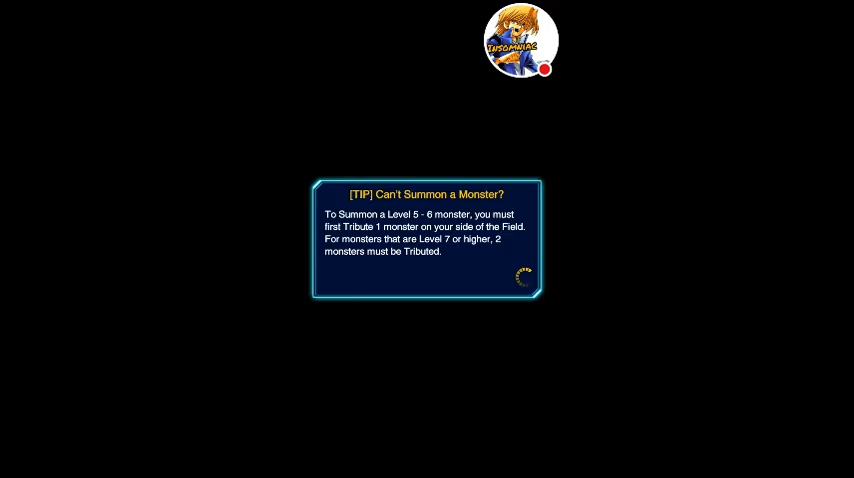 INSOMNIAC
[TIP] Can't Summon a Monster?
To Summon a Level 5 - 6 monster, you must
first Tribute 1 monster on your side of the Field.
For monsters that are Level 7 or higher, 2
monsters must be Tributed.